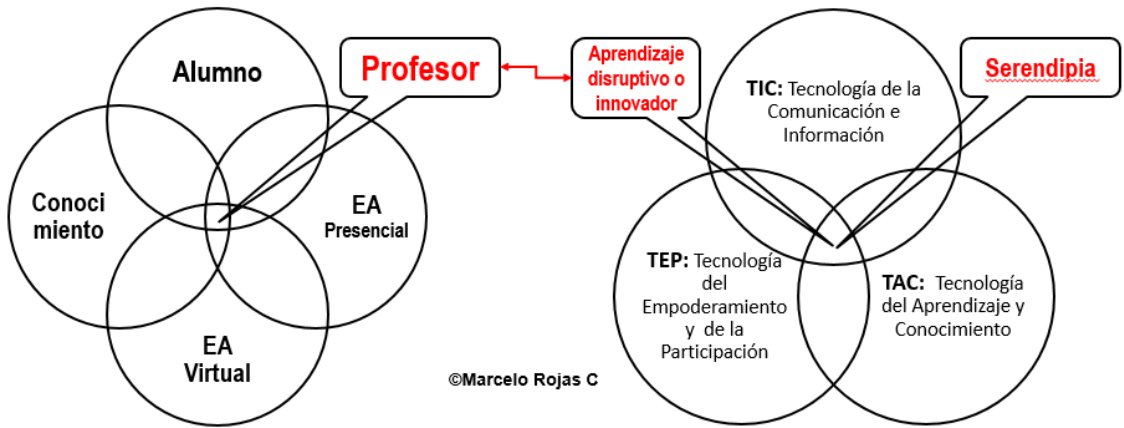 Alumno
Profesor
Conoci
miento
EA
Presencial
EA
Virtual
Aprendizaje
disruptivo o
innovador
Serendipia
TIC: Tecnología de la
Comunicación e
Información
TEP: Tecnología
del
Empoderamiento
y de la
Participación
TAC: Tecnología
del Aprendizaje y
Conocimiento
©Marcelo Rojas C